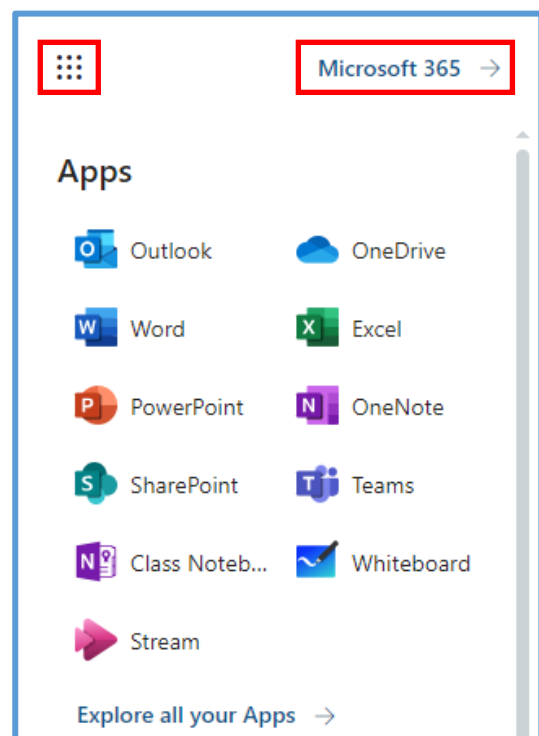 Microsoft 365 →
Apps
Outlook OneDrive
Word Excel
PowerPoint OneNote
SharePoint Teams
Class Noteb... Whiteboard
Stream
Explore all your Apps →